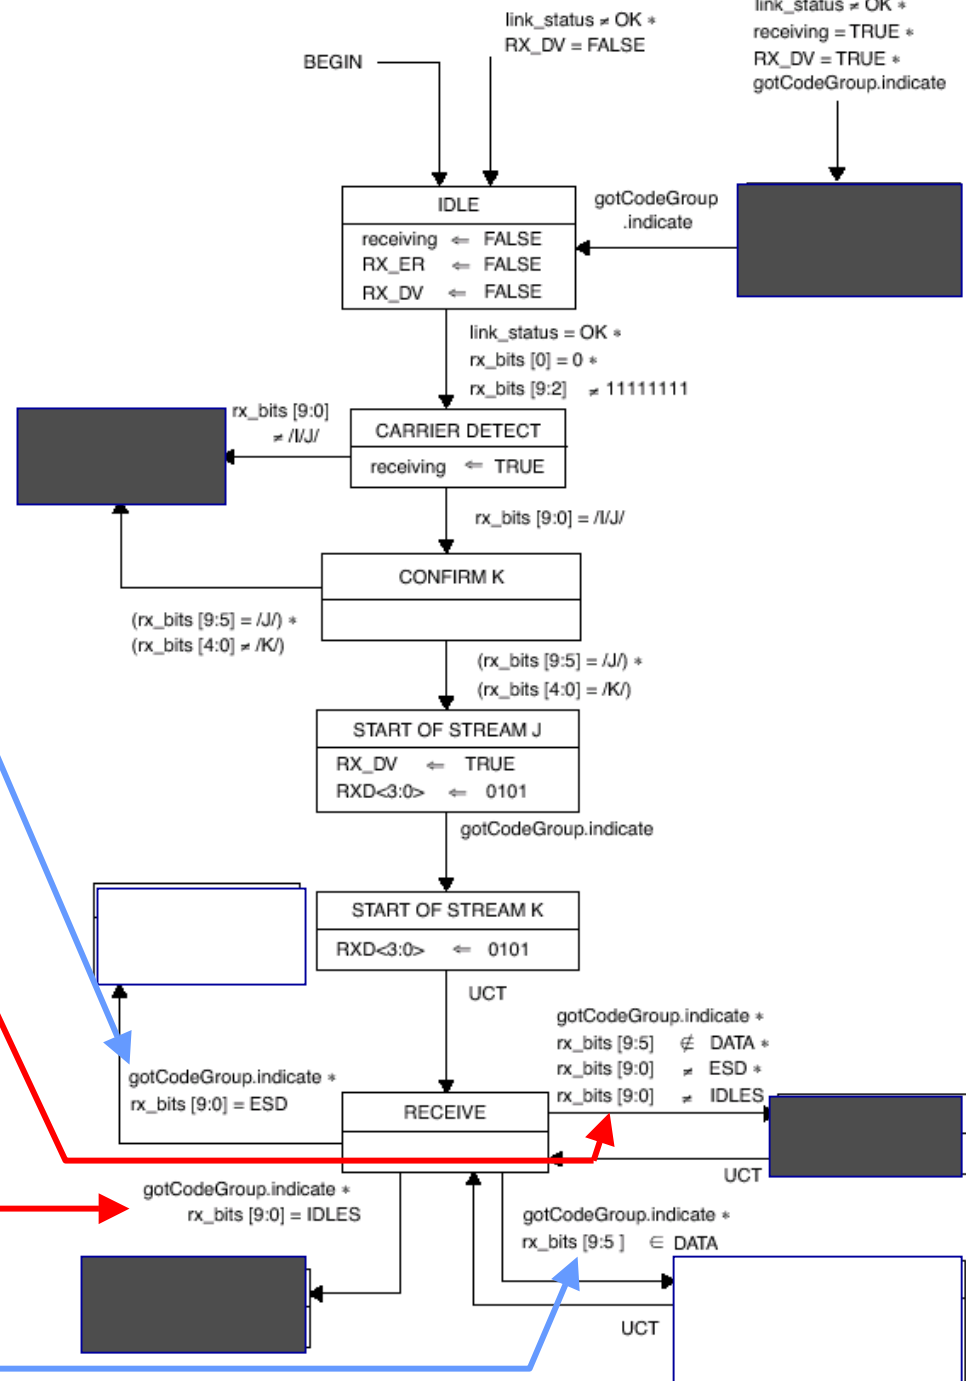 link_status ≠ OK *
RX_DV = FALSE
link_status ≠ OK *
receiving = TRUE *
RX_DV = TRUE *
gotCodeGroup.indicate
BEGIN
IDLE
receiving ⇐ FALSE
RX_ER ⇐ FALSE
RX_DV ⇐ FALSE
gotCodeGroup
.indicate
link_status = OK *
rx_bits [0] = 0 *
rx_bits [9:2] ≠ 11111111
rx_bits [9:0]
≠ /I/J/
CARRIER DETECT
receiving ⇐ TRUE
rx_bits [9:0] = /I/J/
CONFIRM K
(rx_bits [9:5] = /J/) *
(rx_bits [4:0] ≠ /K/)
(rx_bits [9:5] = /J/) *
(rx_bits [4:0] = /K/)
START OF STREAM J
RX_DV ⇐ TRUE
RXD<3:0> ⇐ 0101
gotCodeGroup.indicate
START OF STREAM K
RXD<3:0> ⇐ 0101
UCT
gotCodeGroup.indicate *
rx_bits [9:5] ∉ DATA *
rx_bits [9:0] ≠ ESD *
rx_bits [9:0] ≠ IDLES
gotCodeGroup.indicate *
rx_bits [9:0] = ESD
RECEIVE
UCT
gotCodeGroup.indicate *
rx_bits [9:0] = IDLES
gotCodeGroup.indicate *
rx_bits [9:5 ] ∈ DATA
UCT